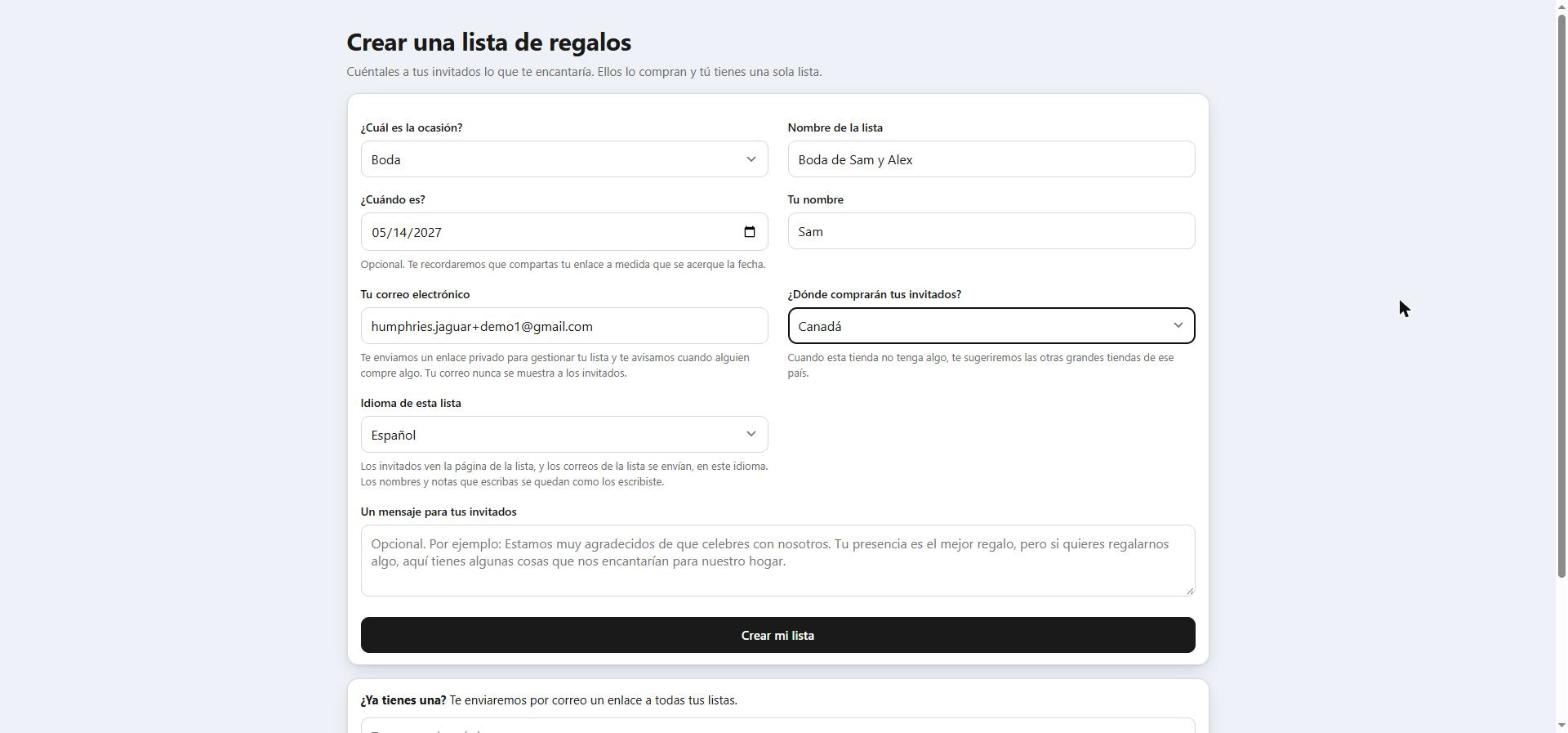 Crear una lista de regalos
Cuéntales a tus invitados lo que te encantaría. Ellos lo compran y tú tienes una sola lista.
¿Cuál es la ocasión?
Boda
Nombre de la lista
Boda de Sam y Alex
¿Cuándo es?
05/14/2027
Opcional. Te recordaremos que compartas tu enlace a medida que se acerque la fecha.
Tu nombre
Sam
Tu correo electrónico
humphries.jaguar+demo1@gmail.com
Te enviamos un enlace privado para gestionar tu lista y te avisamos cuando alguien
compre algo. Tu correo nunca se muestra a los invitados.
¿Dónde comprarán tus invitados?
Canadá
Cuando esta tienda no tenga algo, te sugeriremos las otras grandes tiendas de ese
país.
Idioma de esta lista
Español
Los invitados ven la página de la lista, y los correos de la lista se envían, en este idioma.
Los nombres y notas que escribas se quedan como los escribiste.
Un mensaje para tus invitados
Opcional. Por ejemplo: Estamos muy agradecidos de que celebres con nosotros. Tu presencia es el mejor regalo, pero si quieres regalarnos
algo, aquí tienes algunas cosas que nos encantarían para nuestro hogar.
Crear mi lista
¿Ya tienes una? Te enviaremos por correo un enlace a todas tus listas.